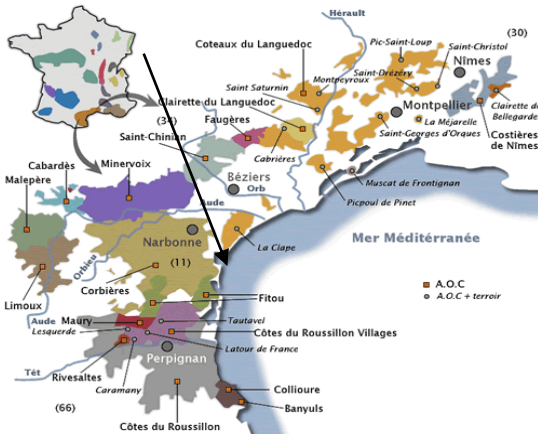 Hérault
(30)
Pic-Saint-Loup
Coteaux du Languedoc
Saint-Christol
Nîmes
Saint-Drézery
Saint Saturnin
Montpeyroux
Clairette du Languedoc
Clairette du
Bellegarde
Montpellier
(34)
Faugères
La Méjarelle
Costières
de Nîmes
Saint-Chinian
Saint-Georges d'Orques
Cabrières
Cabardès
Minervoix
Béziers
Muscat de Frontignan
Malepère
Orb
Picpoul de Pinet
Aude
Narbonne
La Clape
Mer Méditérranée
Orbieu
(11)
Corbières
A.O.C
A.O.C + terroir
Limoux
Fitou
Aude
Maury
Tautavel
Lesquerde
Côtes du Roussillon Villages
Latour de France
Perpignan
Têt
Rivesaltes
Caramany
Collioure
(66)
Banyuls
Côtes du Roussillon